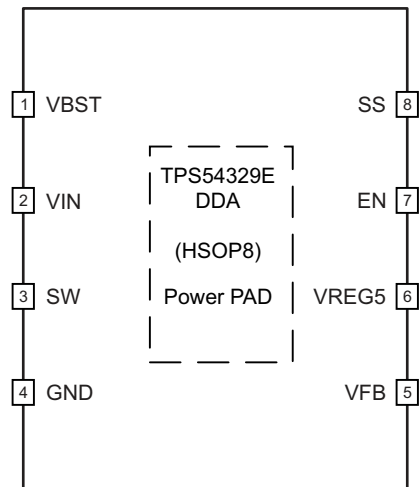 1 VBST
SS 8
TPS54329E
DDA
2 VIN
EN 7
(HSOP8)
3 SW
Power PAD
VREG5 6
4 GND
VFB 5